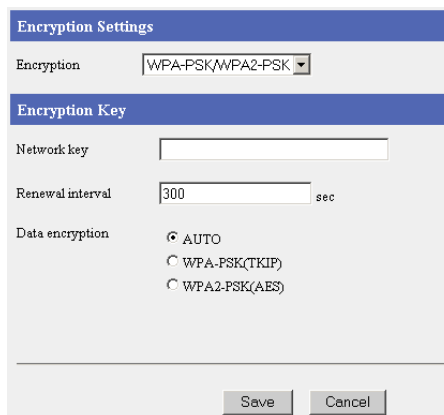 Encryption Settings
Encryption WPA-PSK/WPA2-PSK
Encryption Key
Network key
Renewal interval 300 sec
Data encryption AUTO
WPA-PSK(TKIP)
WPA2-PSK(AES)
Save Cancel